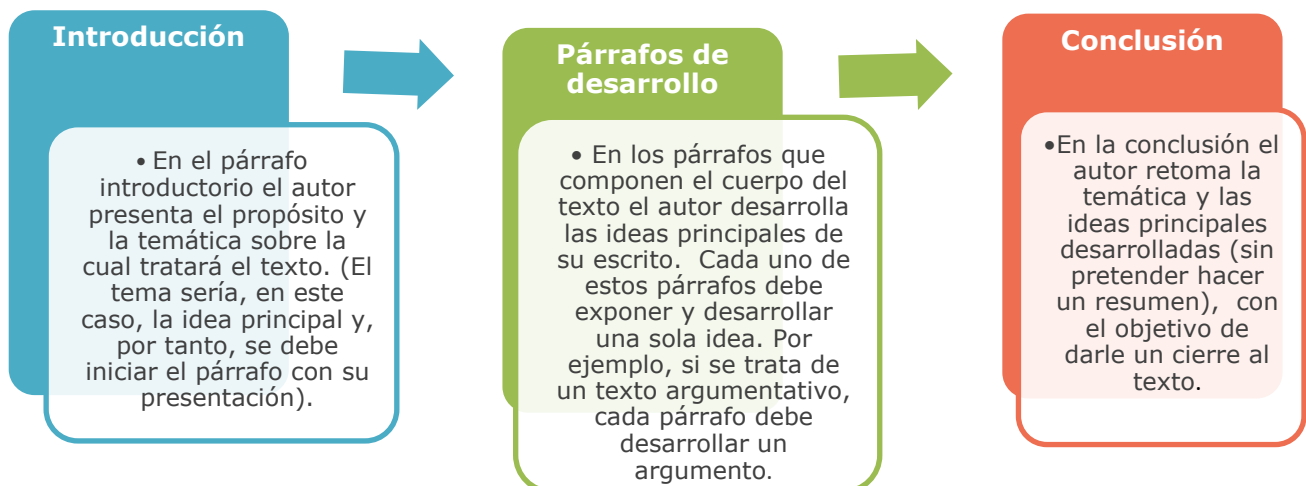 Introducción
• En el párrafo
introductorio el autor
presenta el propósito y
la temática sobre la
cual tratará el texto. (El
tema sería, en este
caso, la idea principal y,
por tanto, se debe
iniciar el párrafo con su
presentación).
Párrafos de
desarrollo
• En los párrafos que
componen el cuerpo del
texto el autor desarrolla
las ideas principales de
su escrito. Cada uno de
estos párrafos debe
exponer y desarrollar
una sola idea. Por
ejemplo, si se trata de
un texto argumentativo,
cada párrafo debe
desarrollar un
argumento.
Conclusión
•En la conclusión el
autor retoma la
temática y las
ideas principales
desarrolladas (sin
pretender hacer
un resumen), con
el objetivo de
darle un cierre al
texto.